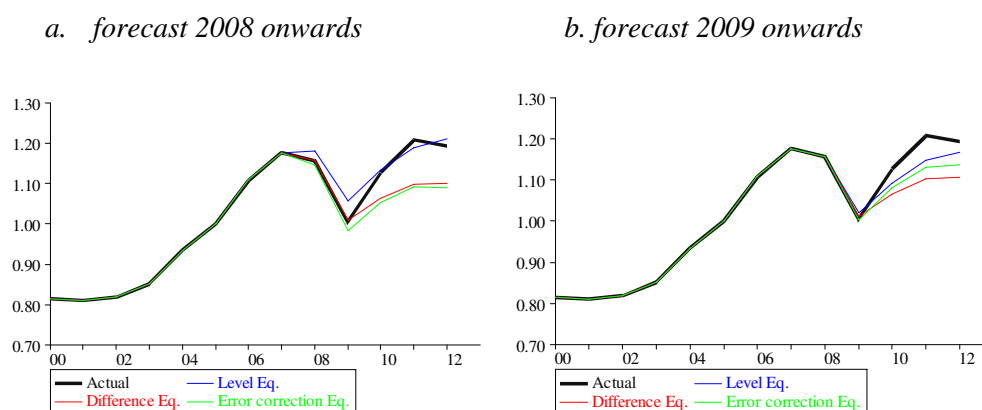 a. forecast 2008 onwards
b. forecast 2009 onwards
1.30
1.20
1.10
1.00
0.90
0.80
0.70
00 02 04 06 08 10 12
Actual Level Eq.
Difference Eq. Error correction Eq.
1.30
1.20
1.10
1.00
0.90
0.80
0.70
00 02 04 06 08 10 12
Actual Level Eq.
Difference Eq. Error correction Eq.